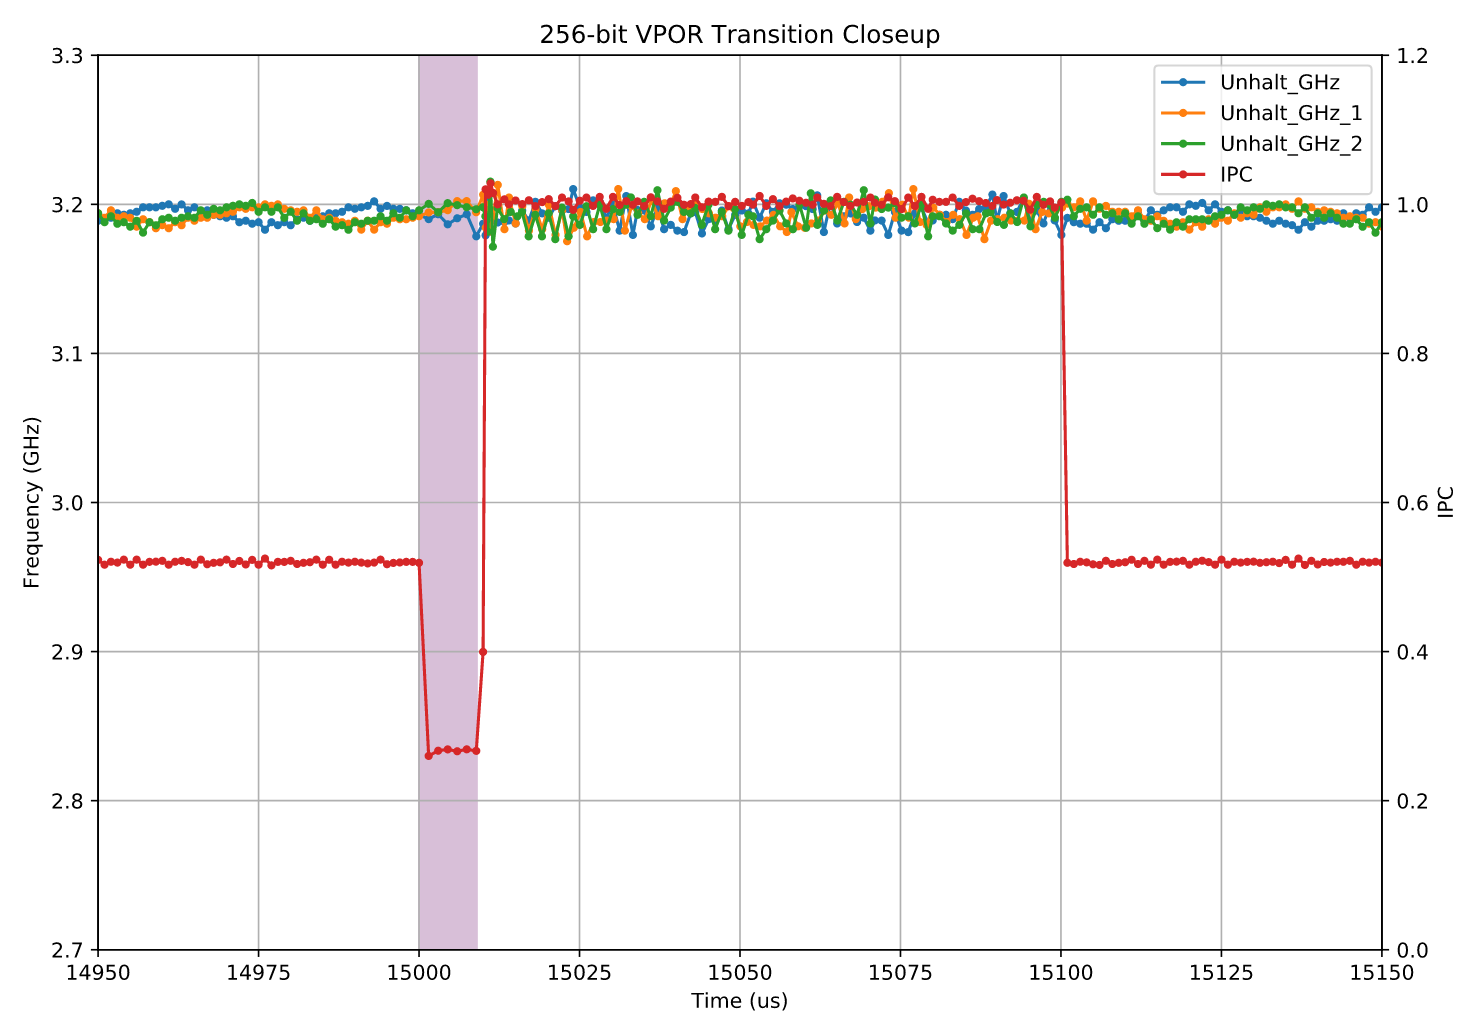 256-bit VPOR Transition Closeup
3.3
3.2
3.1
3.0
2.9
2.8
2.7
Frequency (GHz)
1.2
1.0
0.8
0.6
0.4
0.2
0.0
IPC
Unhalt_GHz
Unhalt_GHz_1
Unhalt_GHz_2
IPC
14950 14975 15000 15025 15050 15075 15100 15125 15150
Time (us)